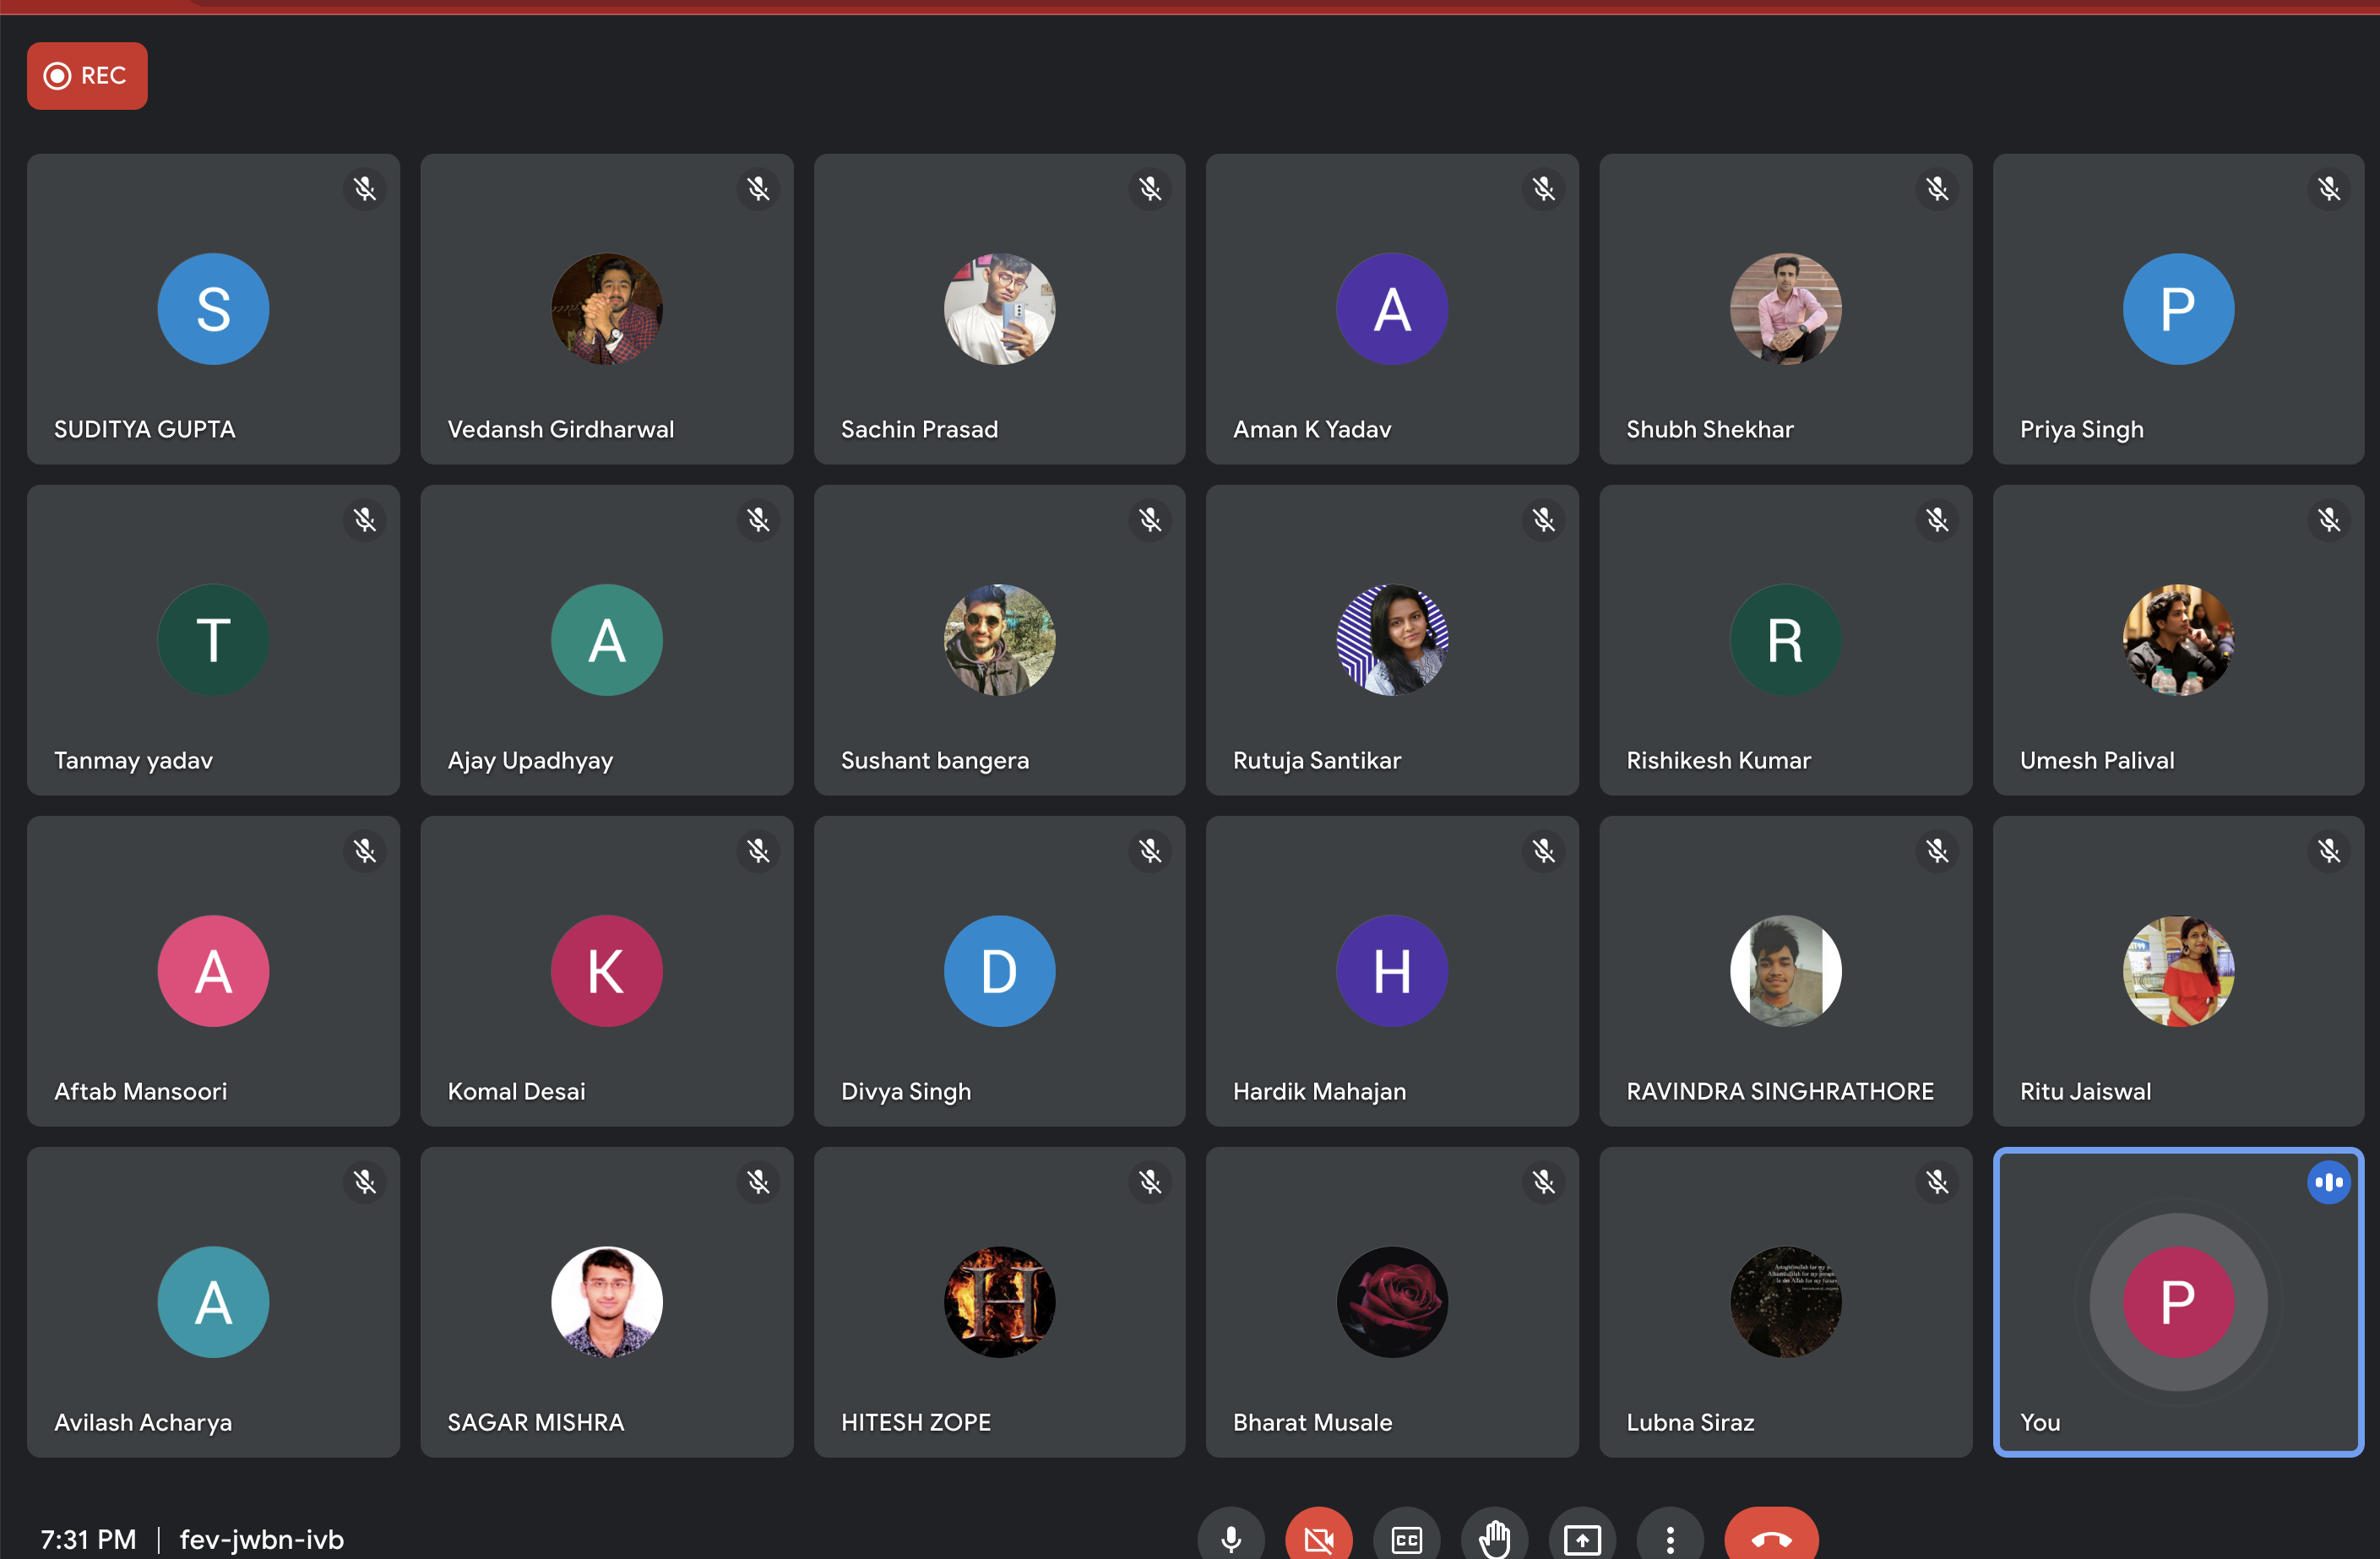 REC
S
A
P
SUDITYA GUPTA
Vedansh Girdharwal
Sachin Prasad
Aman K Yadav
Shubh Shekhar
Priya Singh
T
A
R
Tanmay yadav
Ajay Upadhyay
Sushant bangera
Rutuja Santikar
Rishikesh Kumar
Umesh Palival
A
K
D
H
Aftab Mansoori
Komal Desai
Divya Singh
Hardik Mahajan
RAVINDRA SINGHRATHORE
Ritu Jaiswal
A
H
P
Avilash Acharya
SAGAR MISHRA
HITESH ZOPE
Bharat Musale
Lubna Siraz
You
7:31 PM | fev-jwbn-ivb
CC